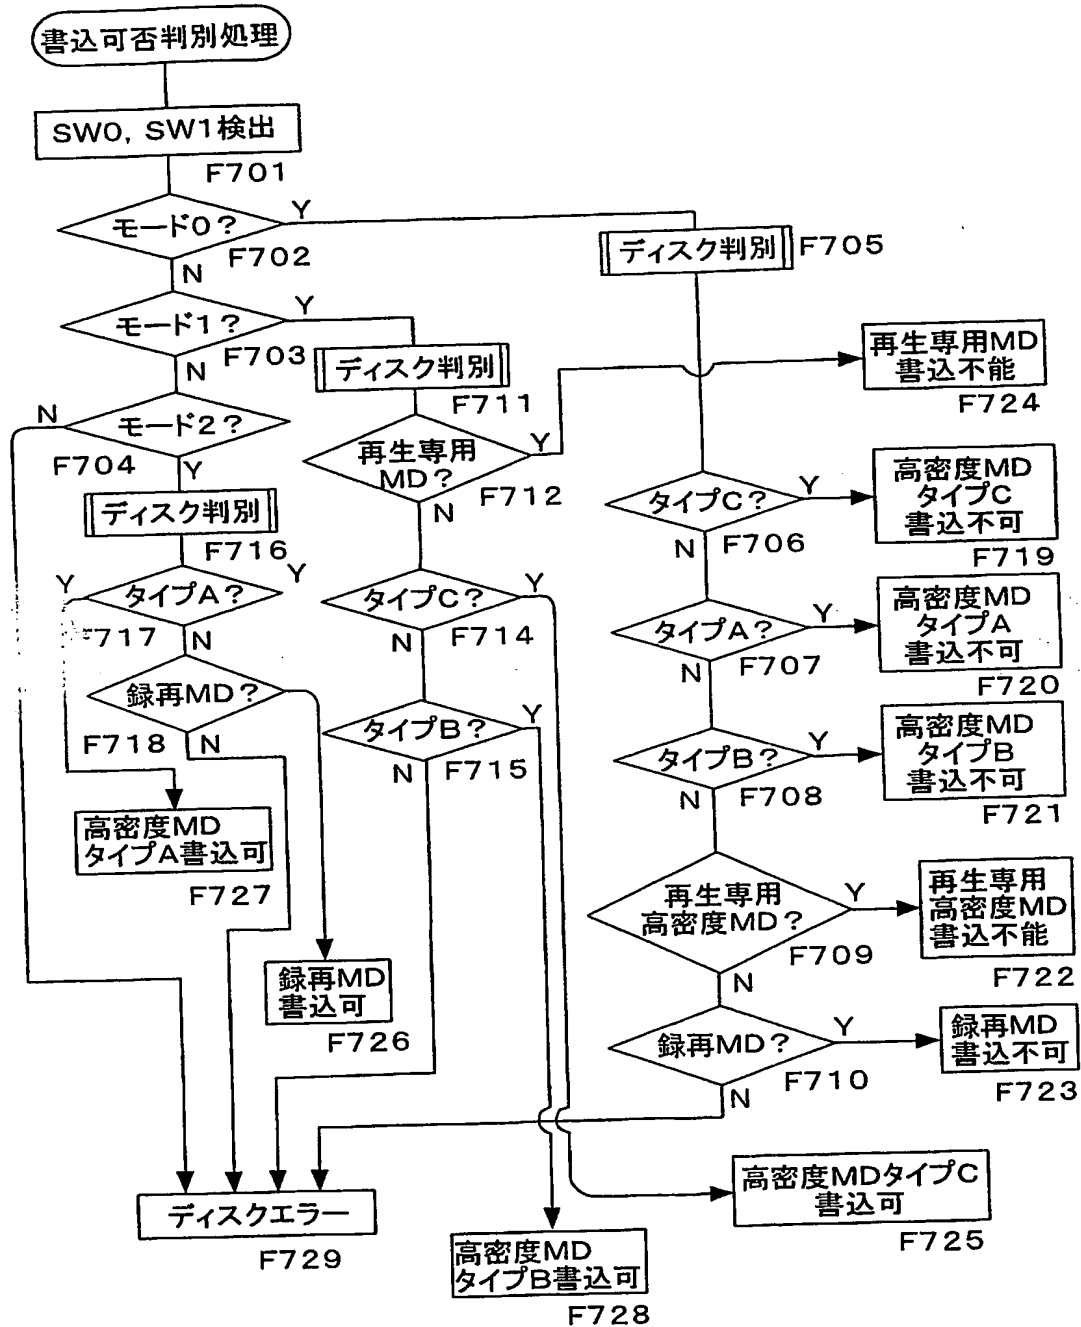 書込可否判別処理
SW0, SW1検出
F701
モード0?
Y
F702
N
ディスク判別
F705
モード1?
Y
F703
N
ディスク判別
F711
再生専用MD
書込不能
F724
N
モード2?
F704
Y
再生専用
MD?
Y
F712
N
ディスク判別
F716
タイプC?
Y
F706
N
高密度MD
タイプC
書込不可
F719
Y
タイプA?
Y
F717
N
タイプC?
Y
F714
N
タイプA?
Y
F707
N
高密度MD
タイプA
書込不可
F720
録再MD?
F718
N
タイプB?
Y
F715
N
タイプB?
Y
F708
N
高密度MD
タイプB
書込不可
F721
高密度MD
タイプA書込可
F727
再生専用
高密度MD?
Y
F709
N
再生専用
高密度MD
書込不能
F722
録再MD
書込可
F726
録再MD?
Y
F710
N
録再MD
書込不可
F723
高密度MDタイプC
書込可
F725
ディスクエラー
F729
高密度MD
タイプB書込可
F728